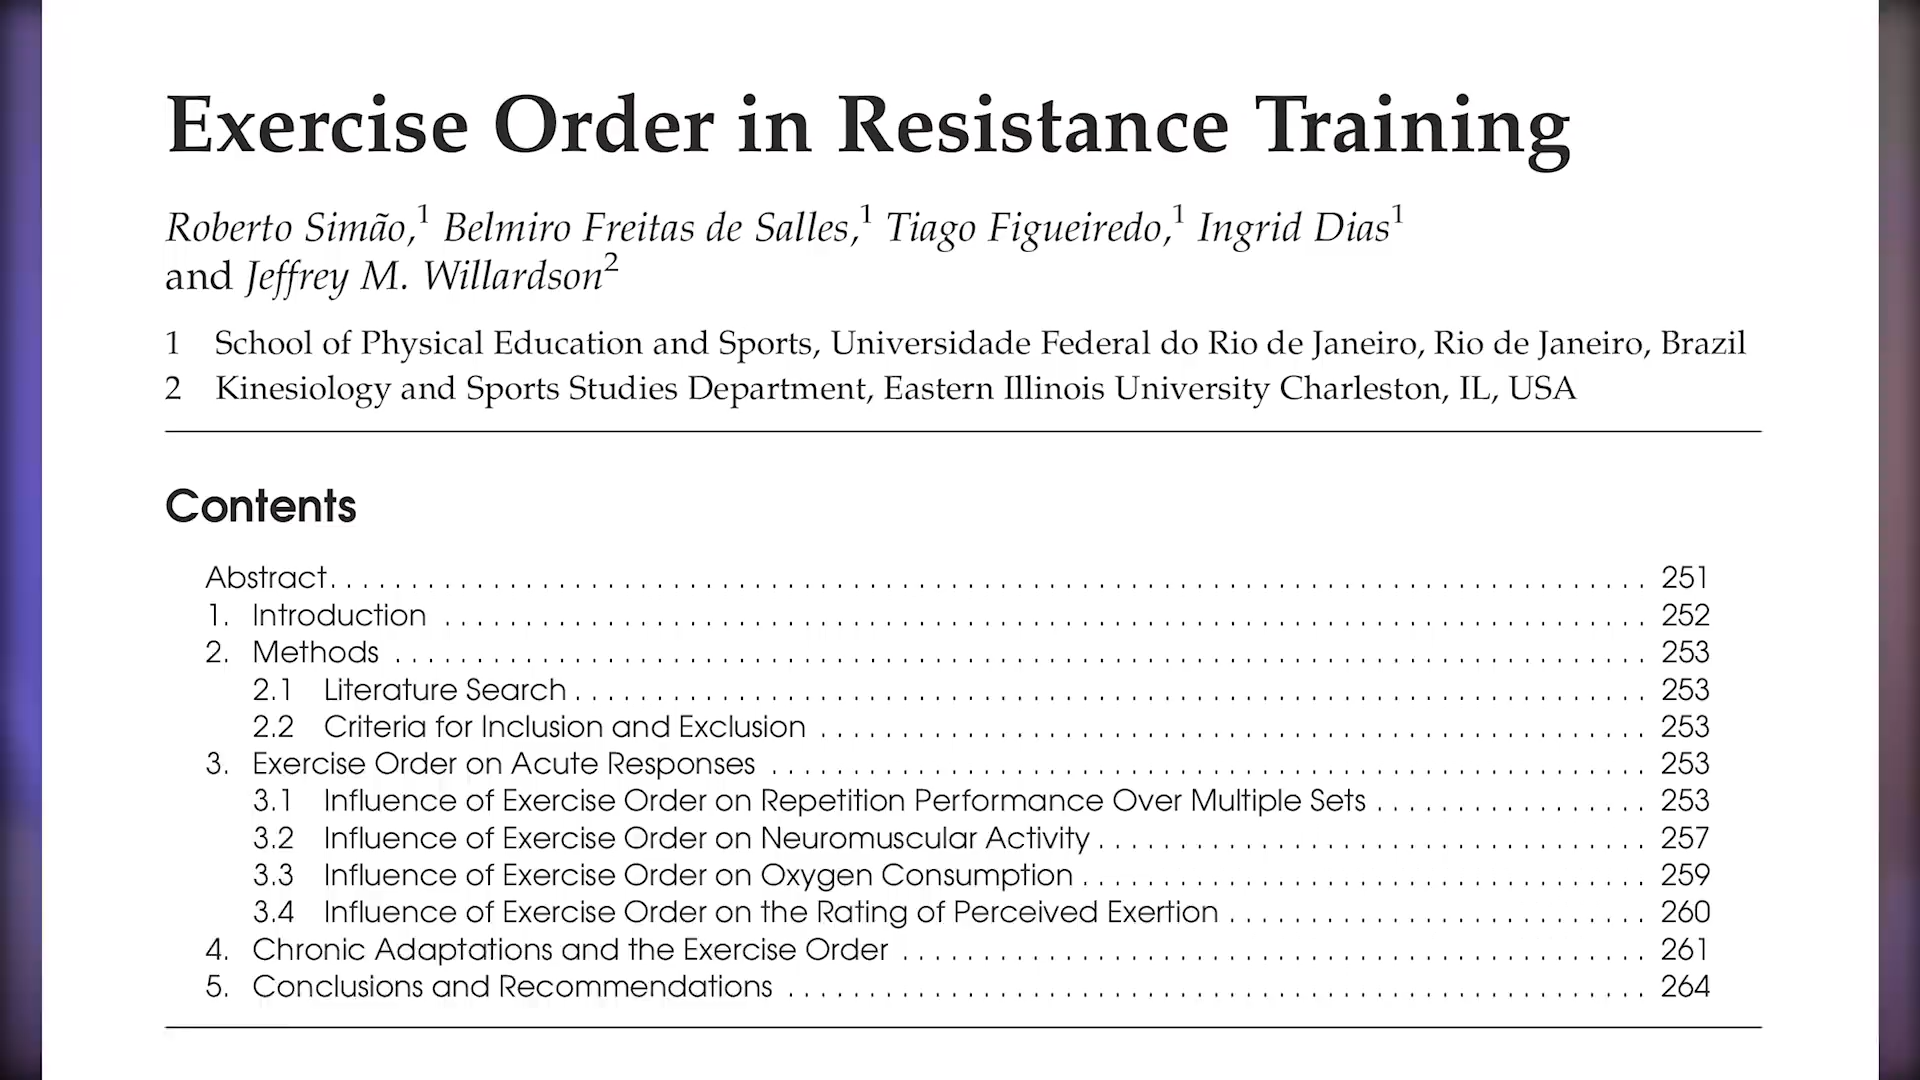 Exercise Order in Resistance Training
Roberto Simão,1 Belmiro Freitas de Salles,1 Tiago Figueiredo,1 Ingrid Dias1
and Jeffrey M. Willardson2
1 School of Physical Education and Sports, Universidade Federal do Rio de Janeiro, Rio de Janeiro, Brazil
2 Kinesiology and Sports Studies Department, Eastern Illinois University Charleston, IL, USA
Contents
Abstract. . . . . . . . . . . . . . . . . . . . 251
1. Introduction . . . . . . . . . . . . . . . . . . . . 252
2. Methods . . . . . . . . . . . . . . . . . . . . 253
2.1 Literature Search . . . . . . . . . . . . . . . . . . . . 253
2.2 Criteria for Inclusion and Exclusion . . . . . . . . . . . . . . . . . . . . 253
3. Exercise Order on Acute Responses . . . . . . . . . . . . . . . . . . . . 253
3.1 Influence of Exercise Order on Repetition Performance Over Multiple Sets . . . . . . . . . . . . . . . . 253
3.2 Influence of Exercise Order on Neuromuscular Activity . . . . . . . . . . . . . . . . . . . . 257
3.3 Influence of Exercise Order on Oxygen Consumption . . . . . . . . . . . . . . . . . . . . 259
3.4 Influence of Exercise Order on the Rating of Perceived Exertion . . . . . . . . . . . . . . . . . . . . 260
4. Chronic Adaptations and the Exercise Order . . . . . . . . . . . . . . . . . . . . 261
5. Conclusions and Recommendations . . . . . . . . . . . . . . . . . . . . 264